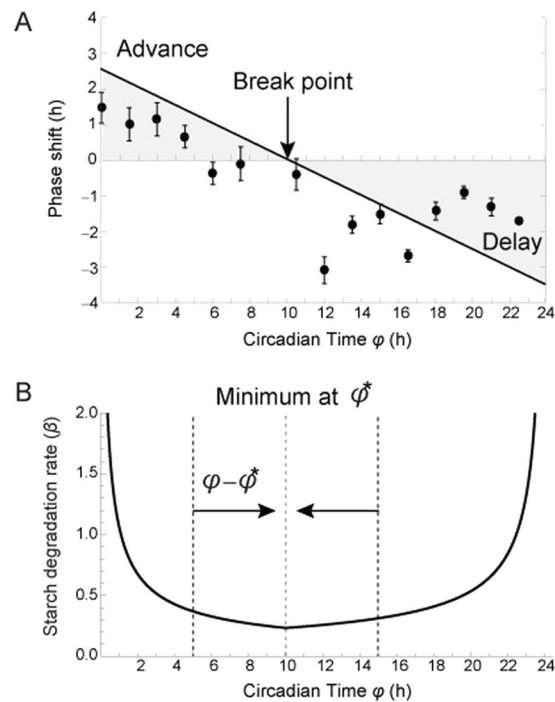 A
Advance
Break point
Delay
Phase shift (h)
4
3
2
1
0
−1
−2
−3
−4
2 4 6 8 10 12 14 16 18 20 22 24
Circadian Time φ (h)
B
Minimum at φ*
φ−φ*
Starch degradation rate (β)
2.0
1.5
1.0
0.5
0.0
2 4 6 8 10 12 14 16 18 20 22 24
Circadian Time φ (h)